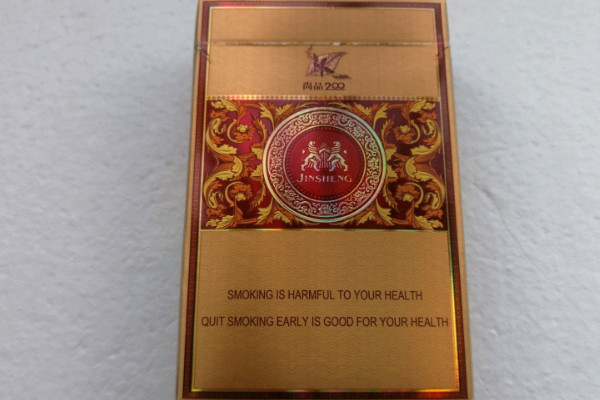 尚品200
JINSHENG
SMOKING IS HARMFUL TO YOUR HEALTH
QUIT SMOKING EARLY IS GOOD FOR YOUR HEALTH